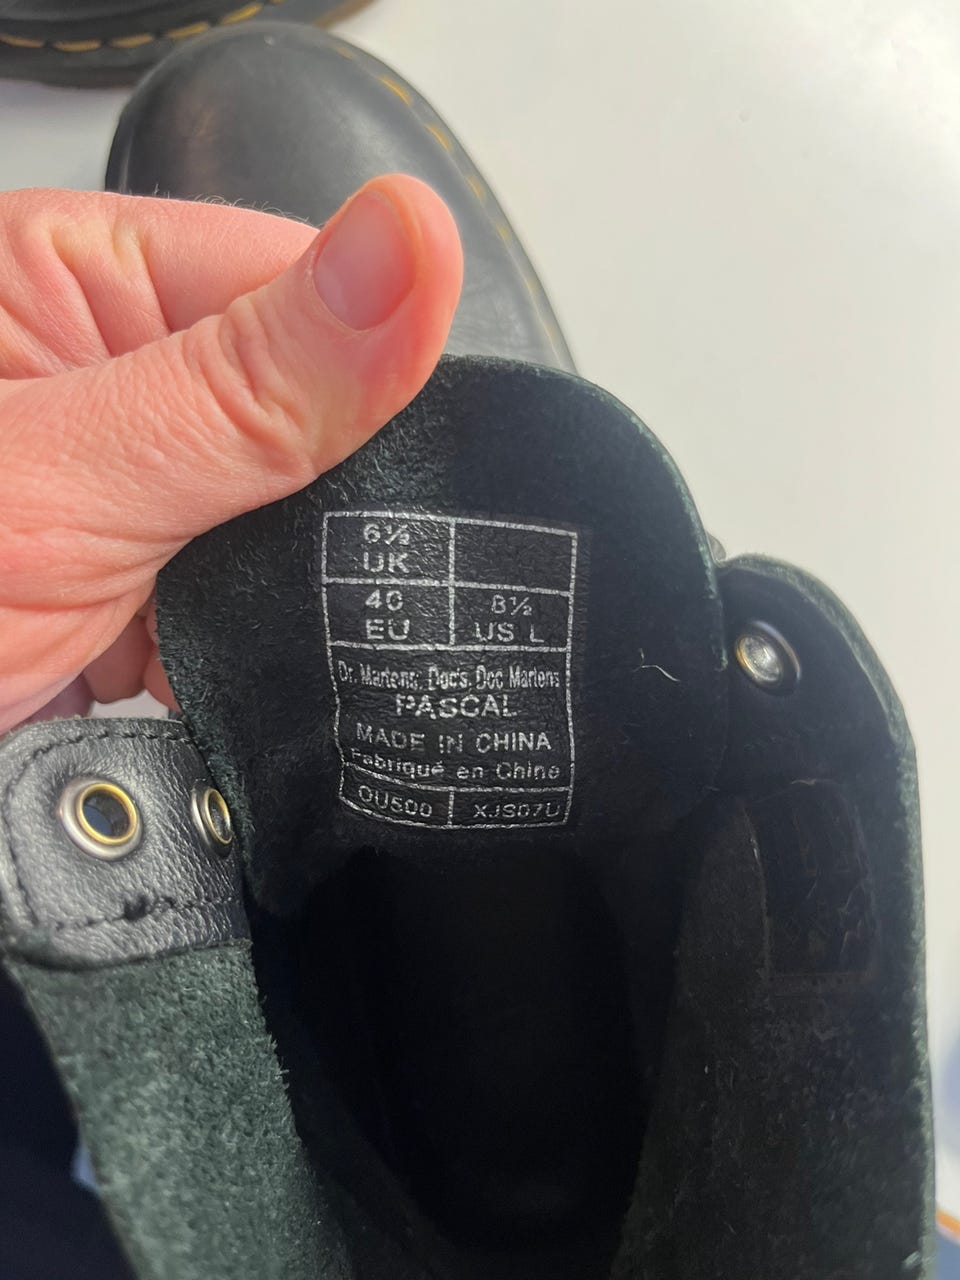 6½
UK
40
EU
8½
US L
Dr. Martens; Doc's, Doc Martens
PASCAL
MADE IN CHINA
Fabriqué en Chine
OU500
XJS07U